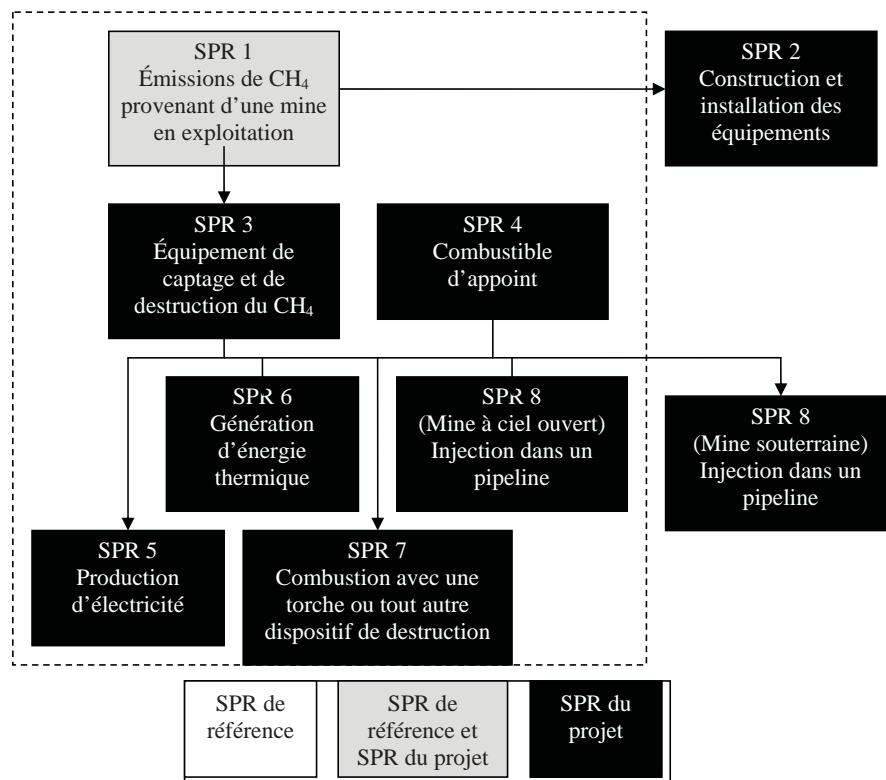 SPR 1
Émissions de CH₄
provenant d'une mine
en exploitation
SPR 2
Construction et
installation des
équipements
SPR 3
Équipement de
captage et de
destruction du CH₄
SPR 4
Combustible
d'appoint
SPR 6
Génération
d'énergie
thermique
SPR 8
(Mine à ciel ouvert)
Injection dans un
pipeline
SPR 8
(Mine souterraine)
Injection dans un
pipeline
SPR 5
Production
d'électricité
SPR 7
Combustion avec une
torche ou tout autre
dispositif de destruction
SPR de
référence
SPR de
référence et
SPR du projet
SPR du
projet